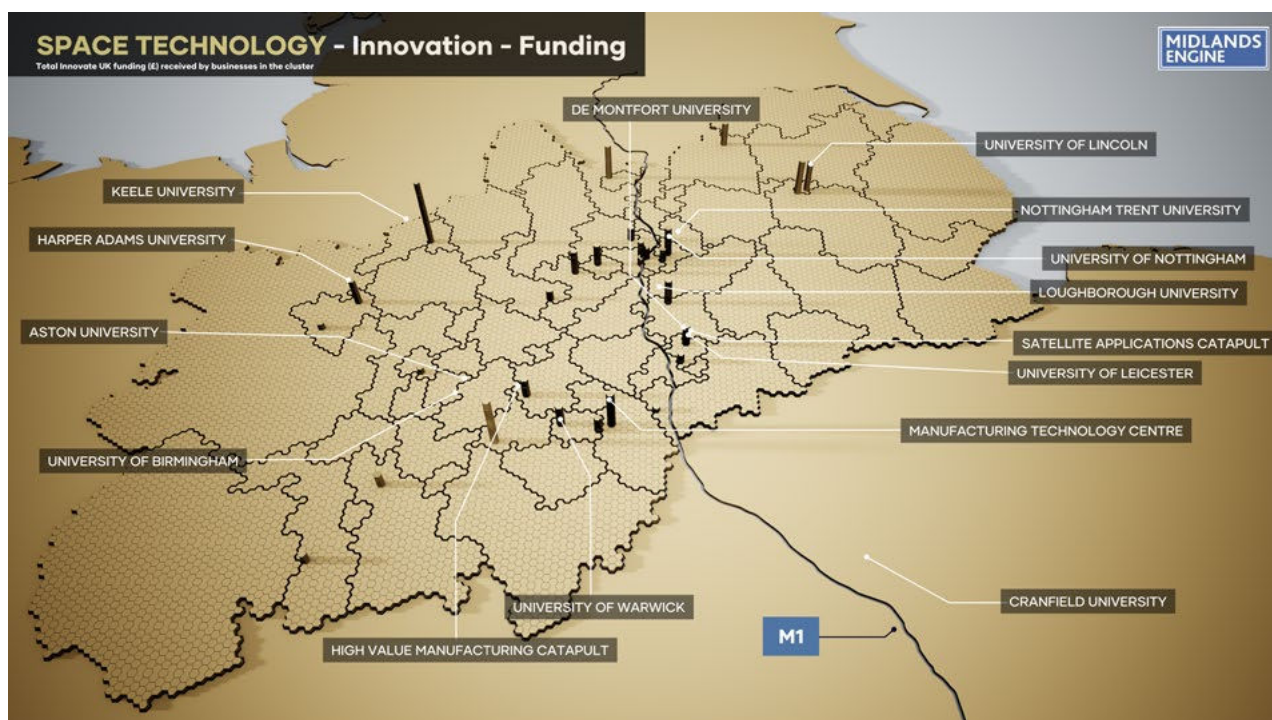 SPACE TECHNOLOGY - Innovation - Funding
Total Innovate UK funding (£) received by businesses in the cluster
MIDLANDS
ENGINE
DE MONTFORT UNIVERSITY
UNIVERSITY OF LINCOLN
KEELE UNIVERSITY
NOTTINGHAM TRENT UNIVERSITY
HARPER ADAMS UNIVERSITY
UNIVERSITY OF NOTTINGHAM
LOUGHBOROUGH UNIVERSITY
ASTON UNIVERSITY
SATELLITE APPLICATIONS CATAPULT
UNIVERSITY OF LEICESTER
MANUFACTURING TECHNOLOGY CENTRE
UNIVERSITY OF BIRMINGHAM
CRANFIELD UNIVERSITY
UNIVERSITY OF WARWICK
M1
HIGH VALUE MANUFACTURING CATAPULT